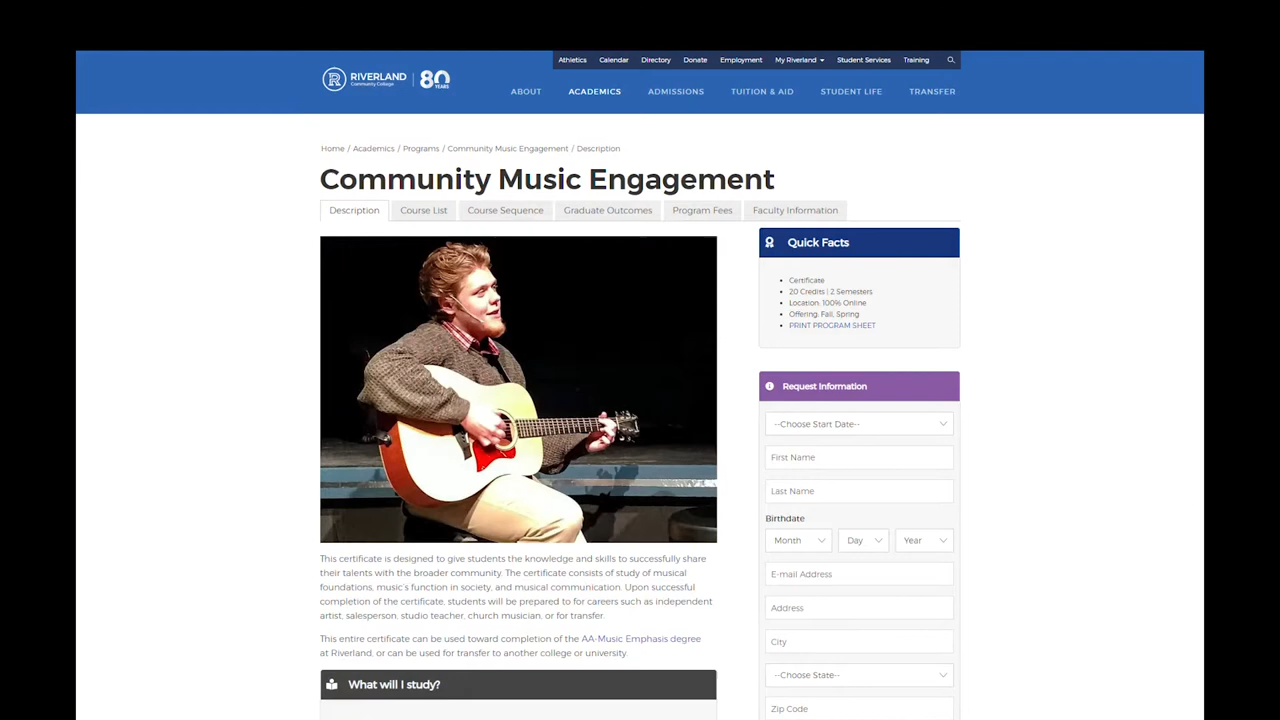 Athletics Calendar Directory Donate Employment My Riverland Student Services Training
RIVERLAND
Community College
80
YEARS
ABOUT ACADEMICS ADMISSIONS TUITION & AID STUDENT LIFE TRANSFER
Home / Academics / Programs / Community Music Engagement / Description
Community Music Engagement
Description Course List Course Sequence Graduate Outcomes Program Fees Faculty Information
This certificate is designed to give students the knowledge and skills to successfully share
their talents with the broader community. The certificate consists of study of musical
foundations, music's function in society, and musical communication. Upon successful
completion of the certificate, students will be prepared to for careers such as independent
artist, salesperson, studio teacher, church musician, or for transfer.
This entire certificate can be used toward completion of the AA-Music Emphasis degree
at Riverland, or can be used for transfer to another college or university.
What will I study?
Quick Facts
Certificate
20 Credits | 2 Semesters
Location: 100% Online
Offering: Fall, Spring
PRINT PROGRAM SHEET
Request Information
--Choose Start Date--
First Name
Last Name
Birthdate
Month Day Year
E-mail Address
Address
City
--Choose State--
Zip Code